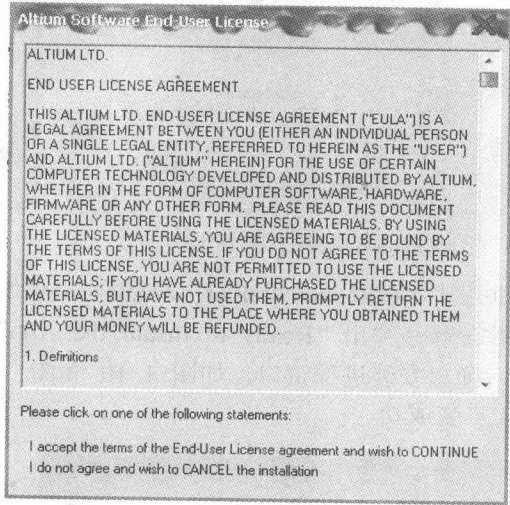 Altium Software End-User License
ALTIUM LTD.
END USER LICENSE AGREEMENT
THIS ALTIUM LTD. END-USER LICENSE AGREEMENT ("EULA") IS A
LEGAL AGREEMENT BETWEEN YOU (EITHER AN INDIVIDUAL PERSON
OR A SINGLE LEGAL ENTITY, REFERRED TO HEREIN AS THE "USER")
AND ALTIUM LTD. ("ALTIUM" HEREIN) FOR THE USE OF CERTAIN
COMPUTER TECHNOLOGY DEVELOPED AND DISTRIBUTED BY ALTIUM,
WHETHER IN THE FORM OF COMPUTER SOFTWARE, HARDWARE,
FIRMWARE OR ANY OTHER FORM. PLEASE READ THIS DOCUMENT
CAREFULLY BEFORE USING THE LICENSED MATERIALS. BY USING
THE LICENSED MATERIALS, YOU ARE AGREEING TO BE BOUND BY
THE TERMS OF THIS LICENSE. IF YOU DO NOT AGREE TO THE TERMS
OF THIS LICENSE, YOU ARE NOT PERMITTED TO USE THE LICENSED
MATERIALS; IF YOU HAVE ALREADY PURCHASED THE LICENSED
MATERIALS, BUT HAVE NOT USED THEM, PROMPTLY RETURN THE
LICENSED MATERIALS TO THE PLACE WHERE YOU OBTAINED THEM
AND YOUR MONEY WILL BE REFUNDED.
1. Definitions
Please click on one of the following statements:
I accept the terms of the End-User License agreement and wish to CONTINUE
I do not agree and wish to CANCEL the installation